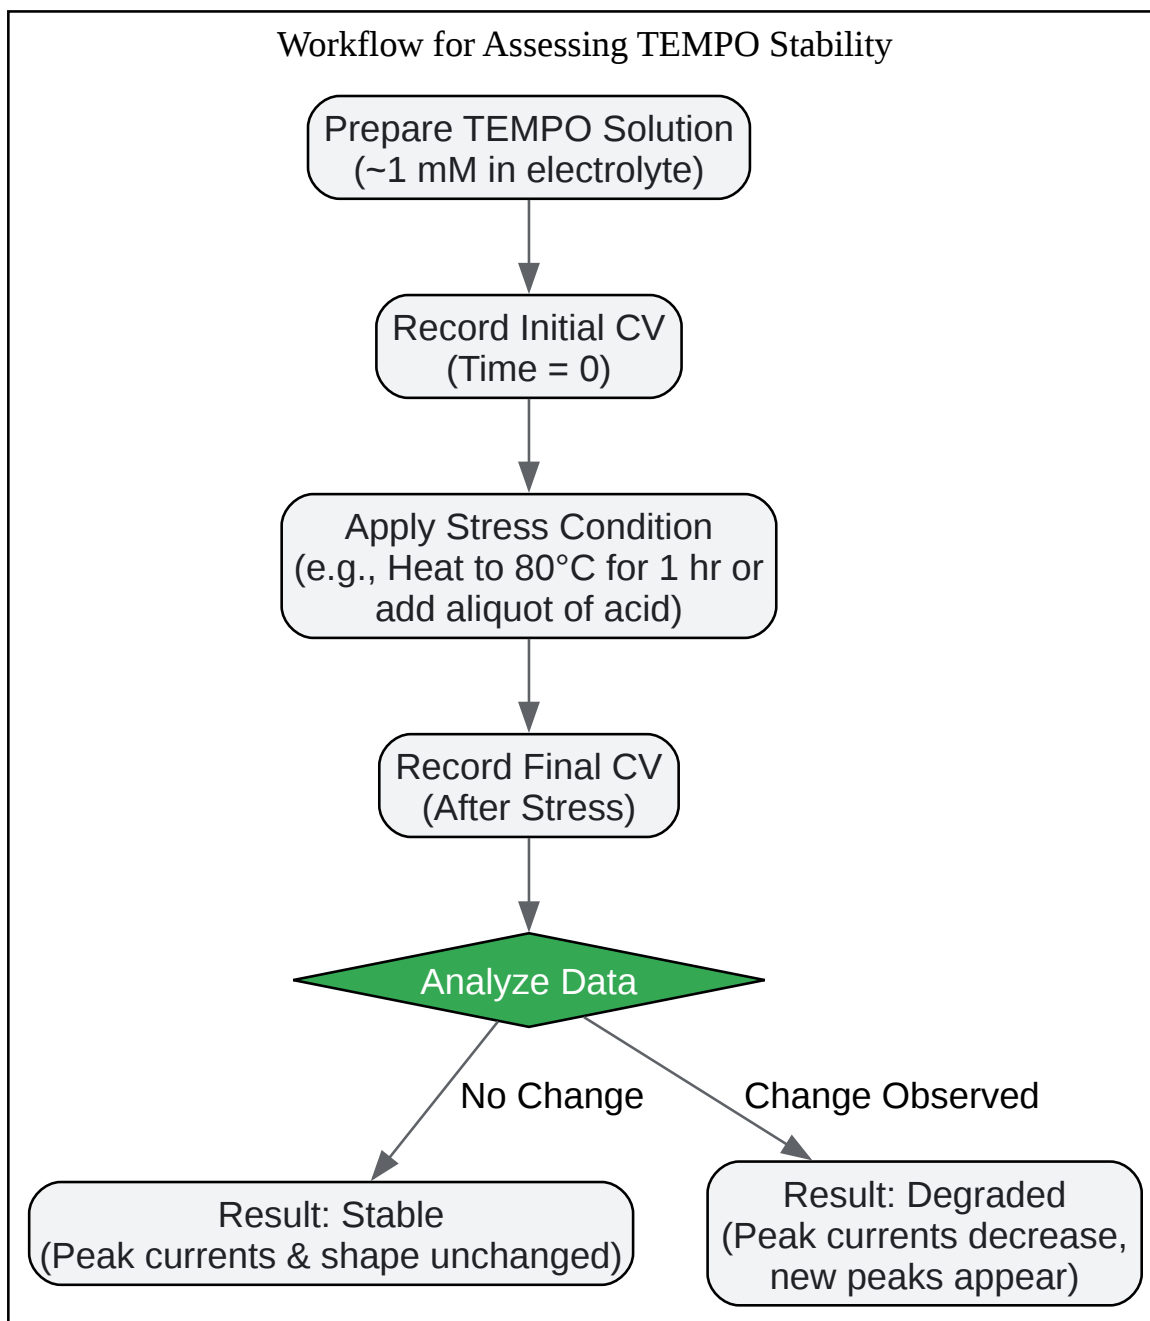 Workflow for Assessing TEMPO Stability
Prepare TEMPO Solution
(~1 mM in electrolyte)
Record Initial CV
(Time = 0)
Apply Stress Condition
(e.g., Heat to 80°C for 1 hr or
add aliquot of acid)
Record Final CV
(After Stress)
Analyze Data
No Change
Change Observed
Result: Stable
(Peak currents & shape unchanged)
Result: Degraded
(Peak currents decrease,
new peaks appear)